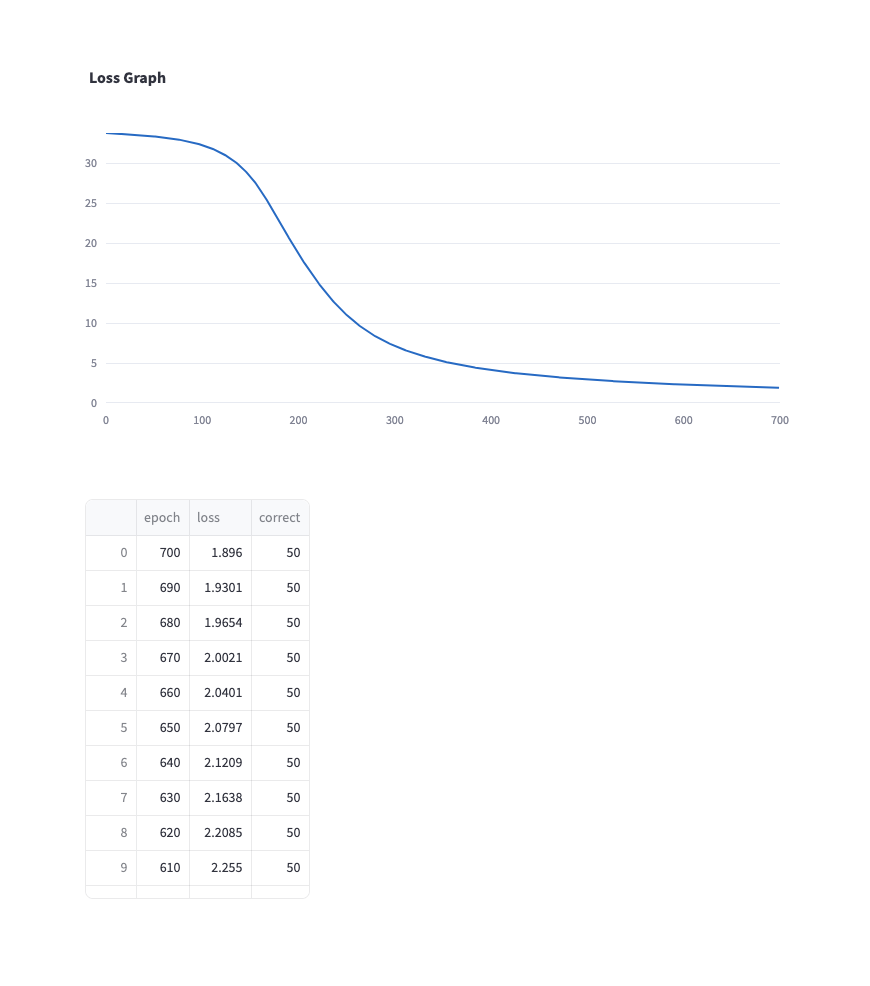 Loss Graph
30
25
20
15
10
5
0
0 100 200 300 400 500 600 700
epoch loss correct
0 700 1.896 50
1 690 1.9301 50
2 680 1.9654 50
3 670 2.0021 50
4 660 2.0401 50
5 650 2.0797 50
6 640 2.1209 50
7 630 2.1638 50
8 620 2.2085 50
9 610 2.255 50